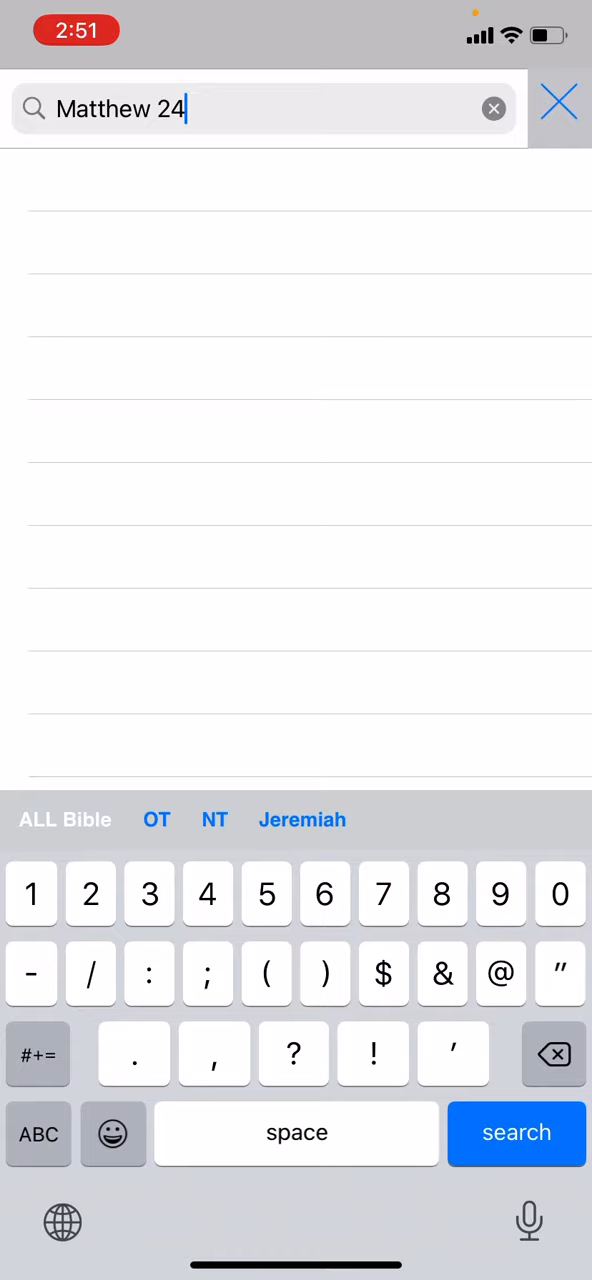 2:51
Matthew 24
ALL Bible OT NT Jeremiah
1 2 3 4 5 6 7 8 9 0
- / : ; ( ) $ & @ "
#+= . , ? ! '
ABC space search